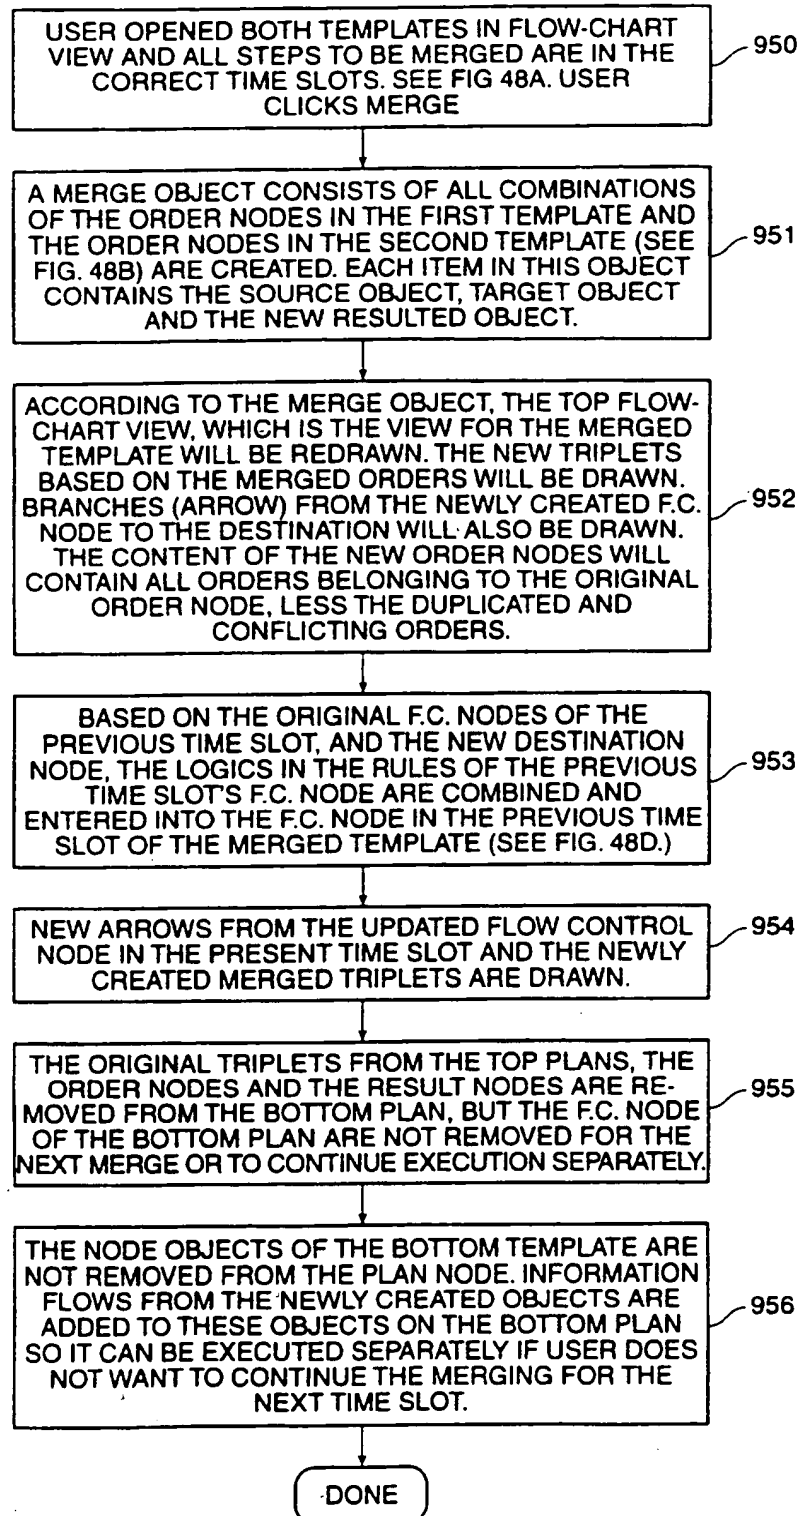 USER OPENED BOTH TEMPLATES IN FLOW-CHART
VIEW AND ALL STEPS TO BE MERGED ARE IN THE
CORRECT TIME SLOTS. SEE FIG 48A. USER
CLICKS MERGE
950
A MERGE OBJECT CONSISTS OF ALL COMBINATIONS
OF THE ORDER NODES IN THE FIRST TEMPLATE AND
THE ORDER NODES IN THE SECOND TEMPLATE (SEE
FIG. 48B) ARE CREATED. EACH ITEM IN THIS OBJECT
CONTAINS THE SOURCE OBJECT, TARGET OBJECT
AND THE NEW RESULTED OBJECT.
951
ACCORDING TO THE MERGE OBJECT, THE TOP FLOW-
CHART VIEW, WHICH IS THE VIEW FOR THE MERGED
TEMPLATE WILL BE REDRAWN. THE NEW TRIPLETS
BASED ON THE MERGED ORDERS WILL BE DRAWN.
BRANCHES (ARROW) FROM THE NEWLY CREATED F.C.
NODE TO THE DESTINATION WILL ALSO BE DRAWN.
THE CONTENT OF THE NEW ORDER NODES WILL
CONTAIN ALL ORDERS BELONGING TO THE ORIGINAL
ORDER NODE, LESS THE DUPLICATED AND
CONFLICTING ORDERS.
952
BASED ON THE ORIGINAL F.C. NODES OF THE
PREVIOUS TIME SLOT, AND THE NEW DESTINATION
NODE, THE LOGICS IN THE RULES OF THE PREVIOUS
TIME SLOT'S F.C. NODE ARE COMBINED AND
ENTERED INTO THE F.C. NODE IN THE PREVIOUS TIME
SLOT OF THE MERGED TEMPLATE (SEE FIG. 48D.)
953
NEW ARROWS FROM THE UPDATED FLOW CONTROL
NODE IN THE PRESENT TIME SLOT AND THE NEWLY
CREATED MERGED TRIPLETS ARE DRAWN.
954
THE ORIGINAL TRIPLETS FROM THE TOP PLANS, THE
ORDER NODES AND THE RESULT NODES ARE RE-
MOVED FROM THE BOTTOM PLAN, BUT THE F.C. NODE
OF THE BOTTOM PLAN ARE NOT REMOVED FOR THE
NEXT MERGE OR TO CONTINUE EXECUTION SEPARATELY.
955
THE NODE OBJECTS OF THE BOTTOM TEMPLATE ARE
NOT REMOVED FROM THE PLAN NODE. INFORMATION
FLOWS FROM THE NEWLY CREATED OBJECTS ARE
ADDED TO THESE OBJECTS ON THE BOTTOM PLAN
SO IT CAN BE EXECUTED SEPARATELY IF USER DOES
NOT WANT TO CONTINUE THE MERGING FOR THE
NEXT TIME SLOT.
956
DONE